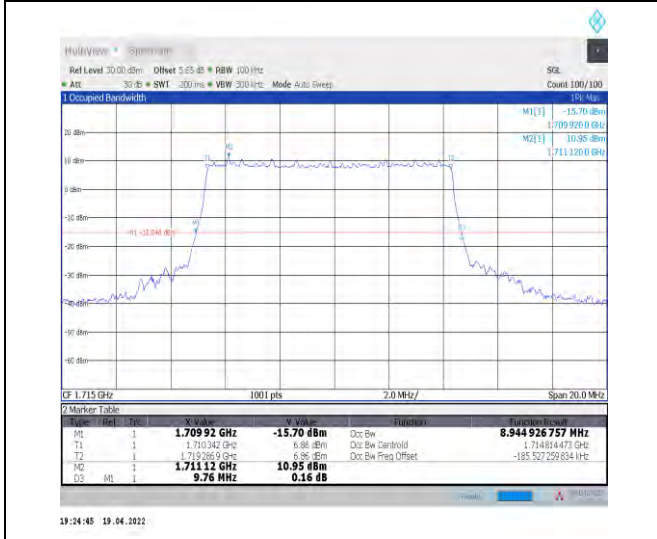 MultiView Spectrum
Ref Level 30.00 dBm Offset 5.65 dB RBW 100 kHz SGL
Att 30 dB SWT 200 ms VBW 300 kHz Mode Auto Sweep Count 100/100
1 Occupied Bandwidth 1Pk Max
M1[1] -15.70 dBm
1.709 920 0 GHz
M2[1] 10.95 dBm
1.711 120 0 GHz
20 dBm
10 dBm
0 dBm
-10 dBm
-20 dBm
-30 dBm
-40 dBm
-50 dBm
-60 dBm
M2
T1
T2
M1
CF 1.715 GHz 1001 pts 2.0 MHz/ Span 20.0 MHz
2 Marker Table
Type Ref Trc X-Value Y-Value Function Function Result
M1 1 1.709 92 GHz -15.70 dBm Occ Bw 8.944 926 757 MHz
T1 1 1.710 342 GHz 6.86 dBm Occ Bw Centroid 1.714 814 473 GHz
T2 1 1.719 286 9 GHz 6.96 dBm Occ Bw Freq Offset -185.527 259 834 kHz
M2 1 1.711 12 GHz 10.95 dBm
D3 M1 1 9.76 MHz 0.16 dB
19:24:45 19.04.2022